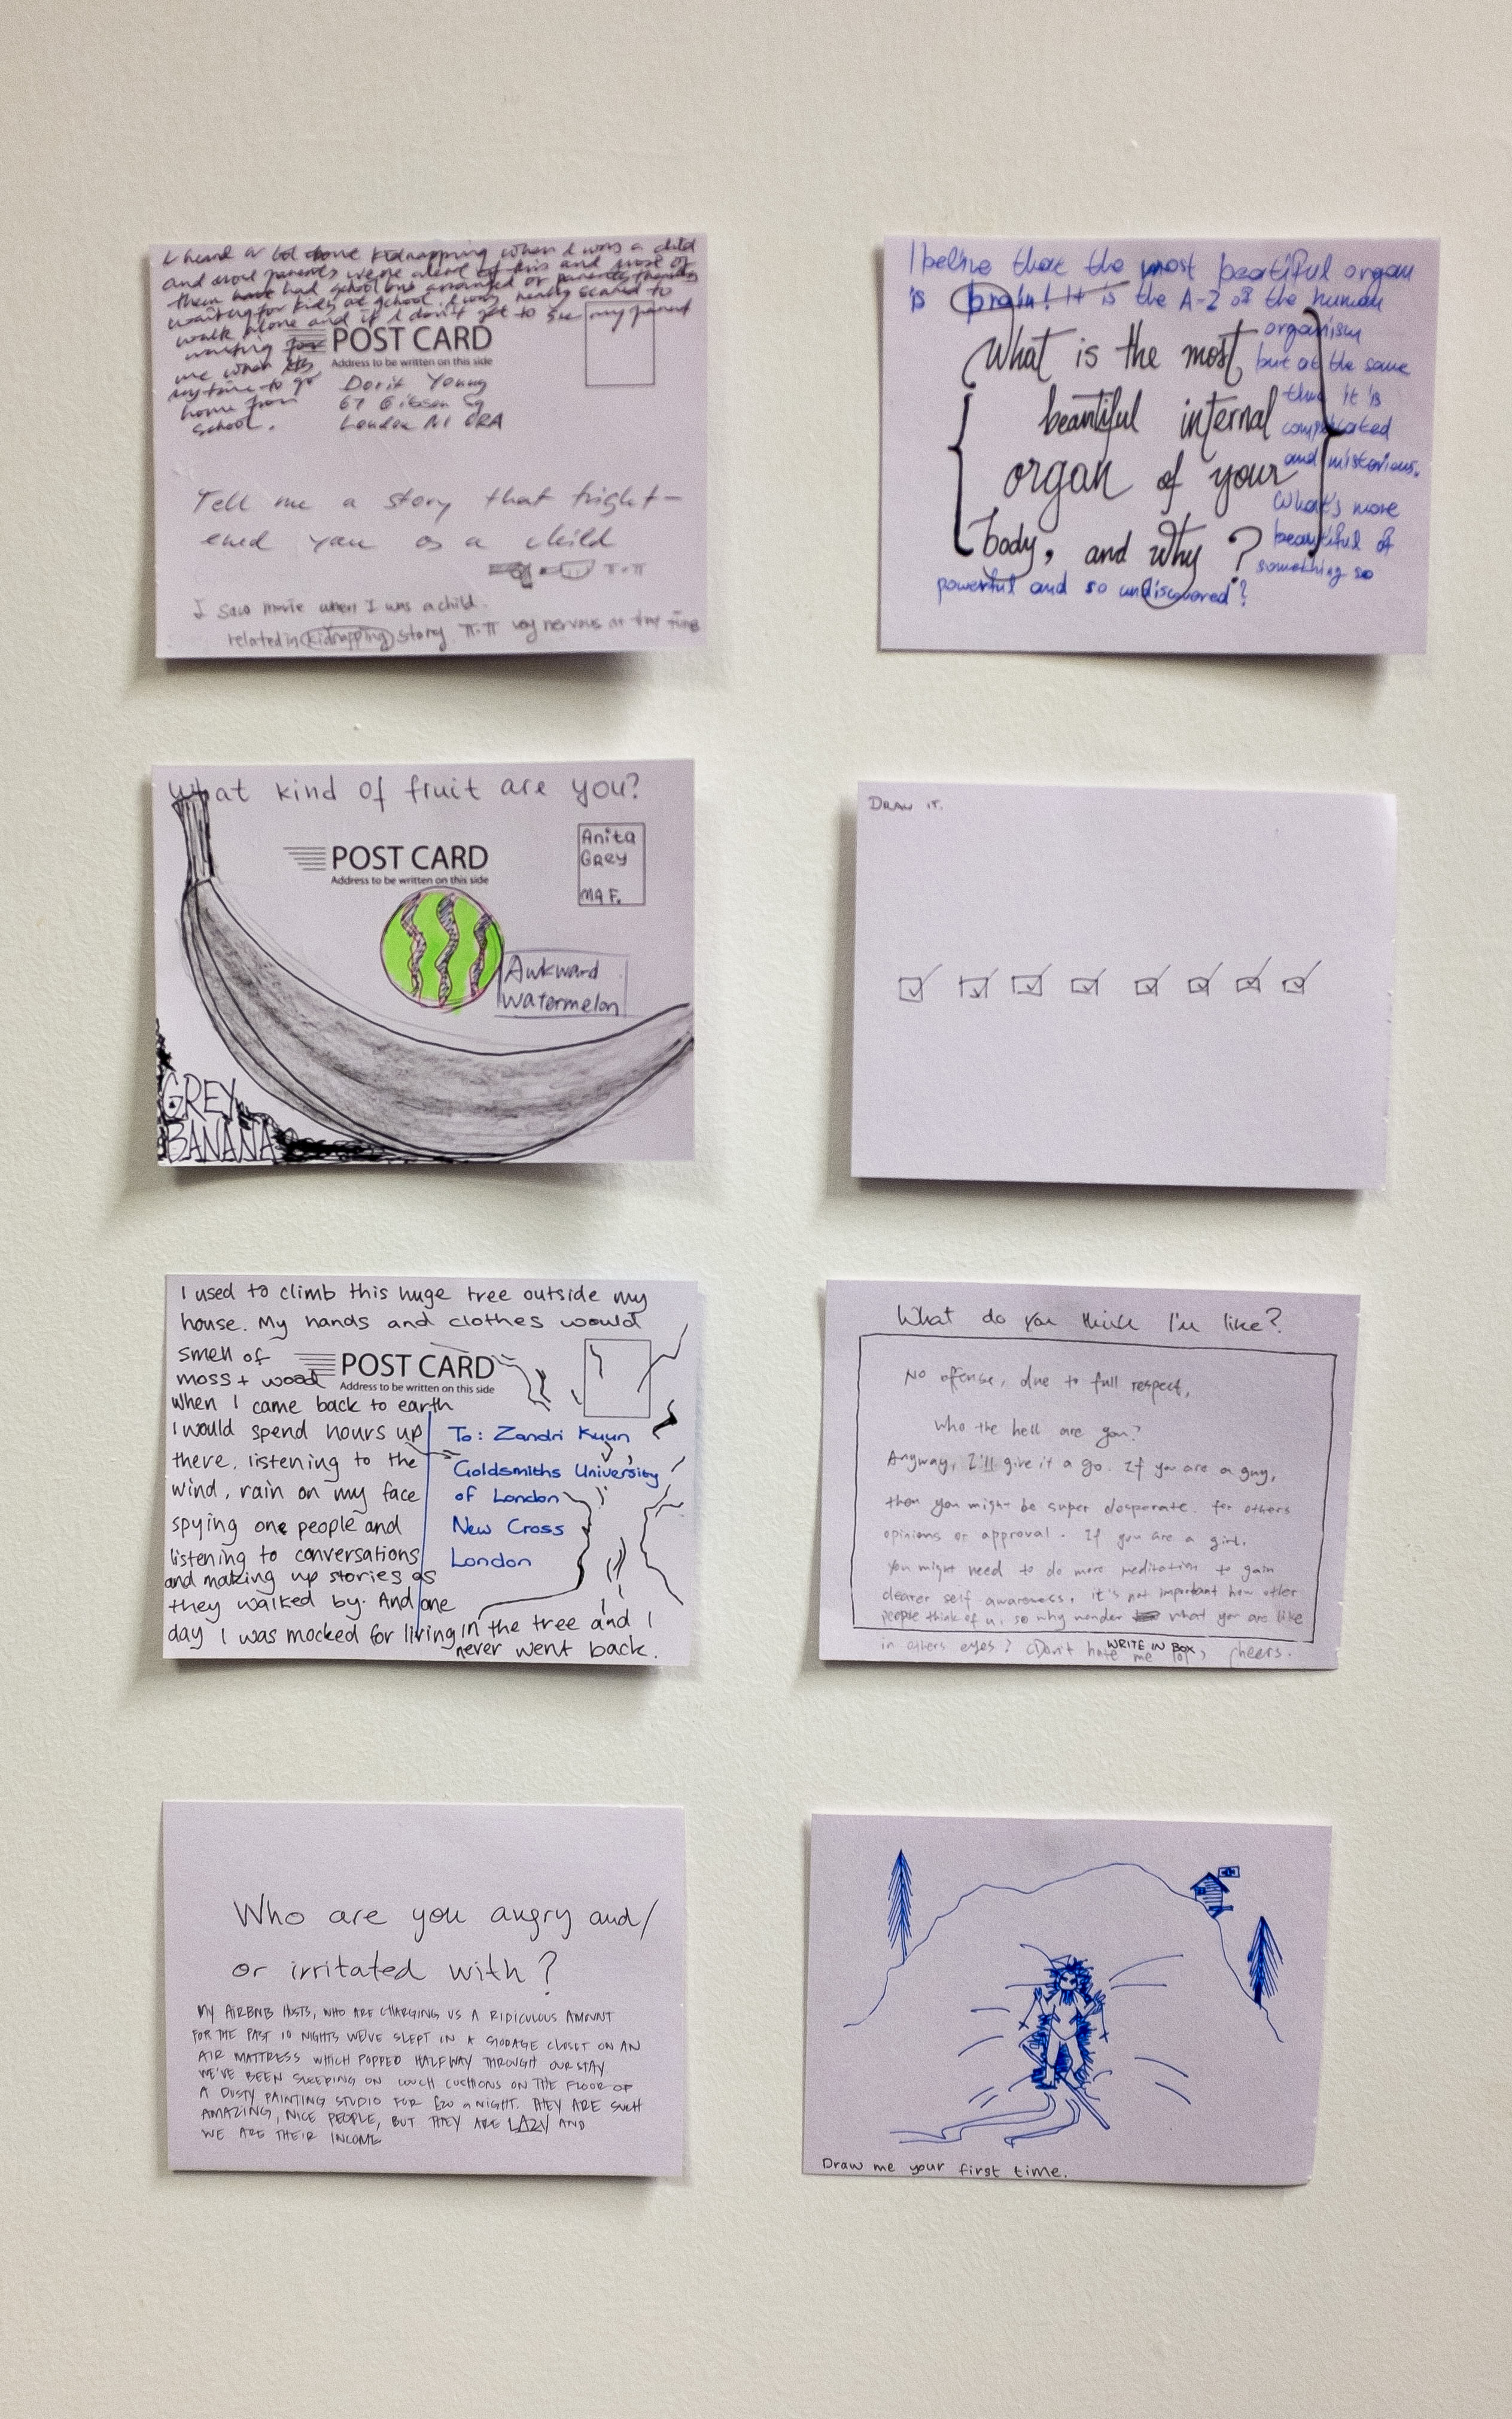 I heard a lot about kidnapping when I was a child
and most parents were alert of this and most of
them had school bus arranged or parents themselves
waiting for kids at school. I was really scared to
walk alone and if I don't get to see my parent
waiting for
me when its
my time to go
home from
school.
POST CARD
Address to be written on this side
Dorit Young
67 Gibson Sq
London N1 0RA
Tell me a story that fright-
ened you as a child
π.π
I saw movie when I was a child.
related in kidnapping story π.π very nervous at the time
I belive that the most beatiful organ
is brain! It is the A-Z of the human
organism
but at the same
time it is
complicated
and misterious.
What's more
beautiful of
something so
powerful and so undiscovered?
What is the most
beautiful internal
organ of your
body, and why?
What kind of fruit are you?
POST CARD
Address to be written on this side
Anita
Grey
MA F.
Awkward
Watermelon
GREY
BANANA
DRAW IT.
I used to climb this huge tree outside my
house. My hands and clothes would
smell of
moss + wood
when I came back to earth
I would spend hours up
there, listening to the
wind, rain on my face
spying one people and
listening to conversations
and making up stories as
they walked by. And one
day I was mocked for living in the tree and I
never went back.
POST CARD
Address to be written on this side
To: Zandri Kuun
Goldsmiths University
of London
New Cross
London
What do you think I'm like?
No offense, due to full respect,
who the hell are you?
Anyway, I'll give it a go. If you are a guy,
then you might be super desperate for others
opinions or approval. If you are a girl,
you might need to do more meditation to gain
clearer self awareness, it's not important how other
people think of u, so why wonder what you are like
in others eyes? (Don't hate me lol), cheers.
WRITE IN BOX
Who are you angry and/
or irritated with?
MY AIRBNB HOSTS, WHO ARE CHARGING US A RIDICULOUS AMOUNT
FOR THE PAST 10 NIGHTS WE'VE SLEPT IN A STORAGE CLOSET ON AN
AIR MATTRESS WHICH POPPED HALFWAY THROUGH OUR STAY
WE'VE BEEN SLEEPING ON COUCH CUSHIONS ON THE FLOOR OF
A DUSTY PAINTING STUDIO FOR £20 a NIGHT. THEY ARE SUCH
AMAZING, NICE PEOPLE, BUT THEY ARE LAZY AND
WE ARE THEIR INCOME
Draw me your first time.